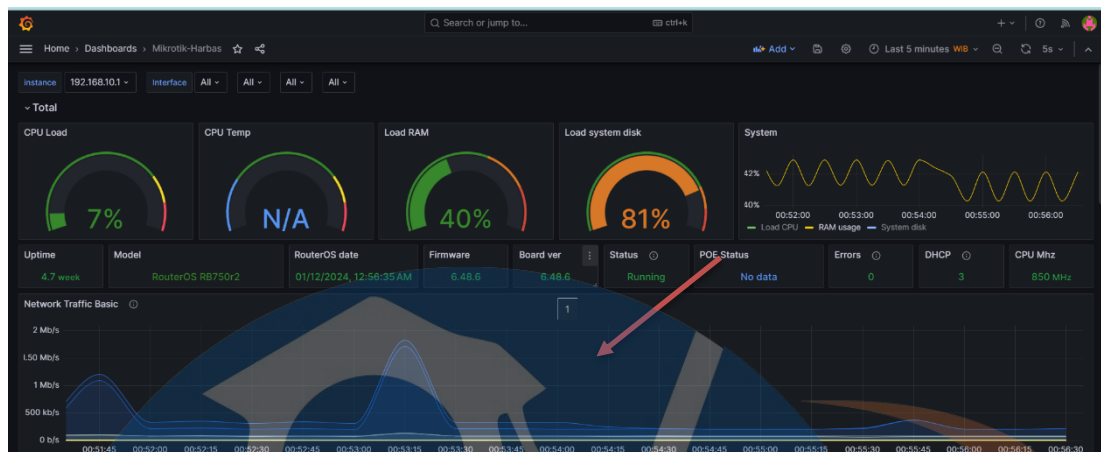 Search or jump to... ctrl+k
Home › Dashboards › Mikrotik-Harbas Add Last 5 minutes WIB 5s
instance 192.168.10.1 Interface All All All All
Total
CPU Load CPU Temp Load RAM Load system disk System
7% N/A 40% 81%
42%
40%
00:52:00 00:53:00 00:54:00 00:55:00 00:56:00
Load CPU RAM usage System disk
Uptime Model RouterOS date Firmware Board ver Status POE Status Errors DHCP CPU Mhz
4.7 week RouterOS RB750r2 01/12/2024, 12:56:35 AM 6.48.6 6.48.6 Running No data 0 3 850 MHz
Network Traffic Basic
1
2 Mb/s
1.50 Mb/s
1 Mb/s
500 kb/s
0 b/s
00:51:45 00:52:00 00:52:15 00:52:30 00:52:45 00:53:00 00:53:15 00:53:30 00:53:45 00:54:00 00:54:15 00:54:30 00:54:45 00:55:00 00:55:15 00:55:30 00:55:45 00:56:00 00:56:15 00:56:30